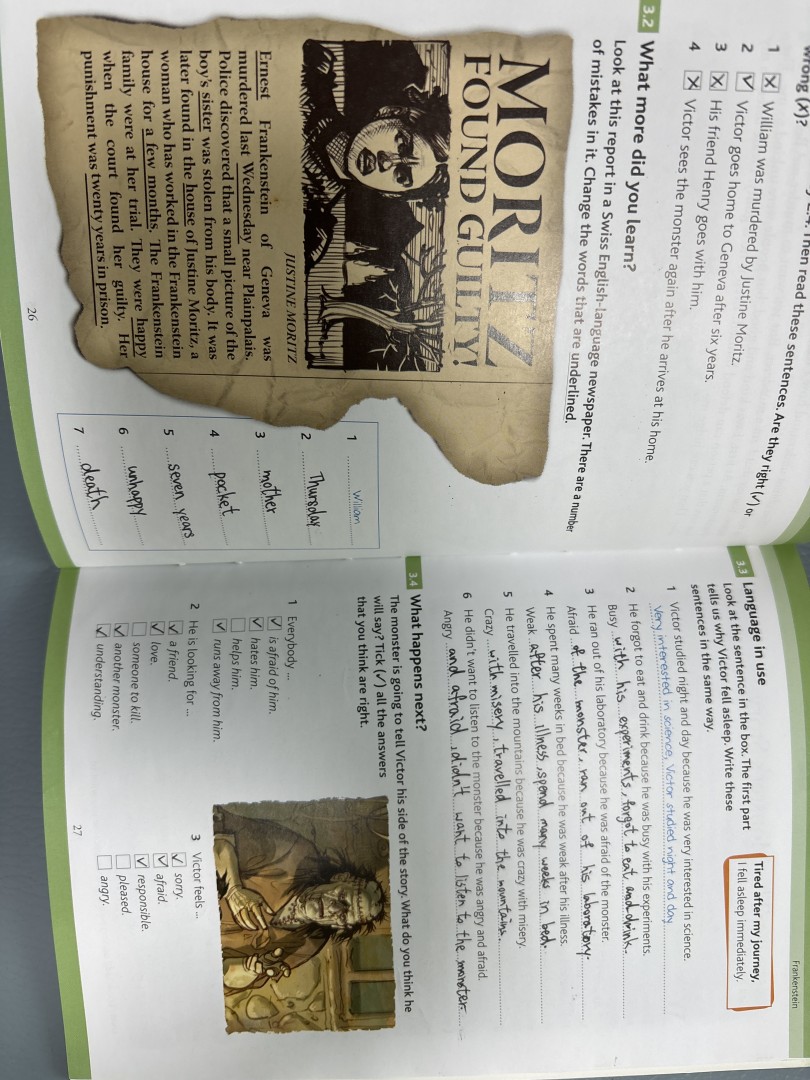 wrong (✗)?
Then read these sentences. Are they right (✓) or
1 ☒ William was murdered by Justine Moritz.
2 ☑ Victor goes home to Geneva after six years.
3 ☒ His friend Henry goes with him.
4 ☒ Victor sees the monster again after he arrives at his home.
3.2 What more did you learn?
Look at this report in a Swiss English-language newspaper. There are a number
of mistakes in it. Change the words that are underlined.
MORITZ
FOUND GUILTY!
JUSTINE MORITZ
Ernest Frankenstein of Geneva was
murdered last Wednesday near Plainpalais.
Police discovered that a small picture of the
boy's sister was stolen from his body. It was
later found in the house of Justine Moritz, a
woman who has worked in the Frankenstein
house for a few months. The Frankenstein
family were at her trial. They were happy
when the court found her guilty. Her
punishment was twenty years in prison.
1 William
2 Thursday
3 mother
4 pocket
5 seven years
6 unhappy
7 death
26
Frankenstein
3.3 Language in use
Look at the sentence in the box. The first part
tells us why Victor fell asleep. Write these
sentences in the same way.
Tired after my journey,
I fell asleep immediately.
1 Victor studied night and day because he was very interested in science.
Very interested in science, Victor studied night and day
2 He forgot to eat and drink because he was busy with his experiments.
Busy with his experiments, forgot to eat and drink.
3 He ran out of his laboratory because he was afraid of the monster.
Afraid of the monster, ran out of his laboratory.
4 He spent many weeks in bed because he was weak after his illness.
Weak after his illness, spend many weeks in bed.
5 He travelled into the mountains because he was crazy with misery.
Crazy with misery, travelled into the mountains.
6 He didn't want to listen to the monster because he was angry and afraid.
Angry and afraid, didn't want to listen to the monster.
3.4 What happens next?
The monster is going to tell Victor his side of the story. What do you think he
will say? Tick (✓) all the answers
that you think are right.
1 Everybody ...
☑ is afraid of him.
☑ hates him.
☐ helps him.
☑ runs away from him.
2 He is looking for ...
☑ a friend.
☑ love.
☐ someone to kill.
☑ another monster.
☑ understanding.
3 Victor feels ...
☑ sorry.
☑ afraid.
☑ responsible.
☐ pleased.
☐ angry.
27